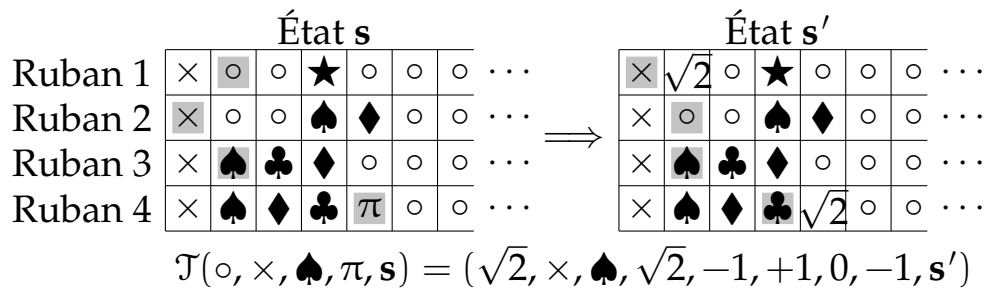 État s État s′
Ruban 1 × ∘ ∘ ★ ∘ ∘ ∘ ⋯ × √2 ∘ ★ ∘ ∘ ∘ ⋯
Ruban 2 × ∘ ∘ ♠ ♦ ∘ ∘ ⋯ × ∘ ∘ ♠ ♦ ∘ ∘ ⋯
⟹
Ruban 3 × ♠ ♣ ♦ ∘ ∘ ∘ ⋯ × ♠ ♣ ♦ ∘ ∘ ∘ ⋯
Ruban 4 × ♠ ♦ ♣ π ∘ ∘ ⋯ × ♠ ♦ ♣ √2 ∘ ∘ ⋯
𝒯(∘, ×, ♠, π, s) = (√2, ×, ♠, √2, −1, +1, 0, −1, s′)